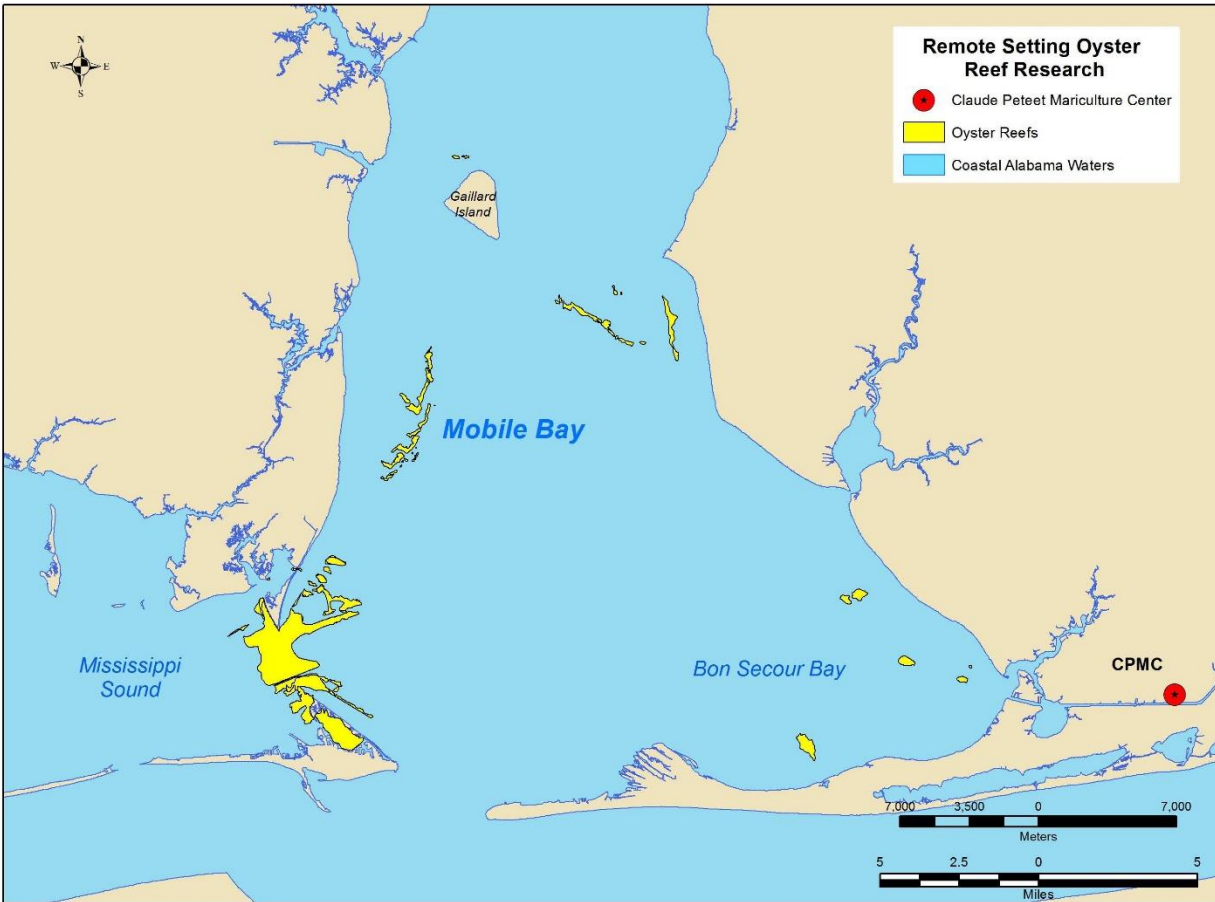 N
W E
S
Remote Setting Oyster
Reef Research
Claude Peteet Mariculture Center
Oyster Reefs
Coastal Alabama Waters
Gaillard
Island
Mobile Bay
Mississippi
Sound
Bon Secour Bay
CPMC
7,000 3,500 0 7,000
Meters
5 2.5 0 5
Miles